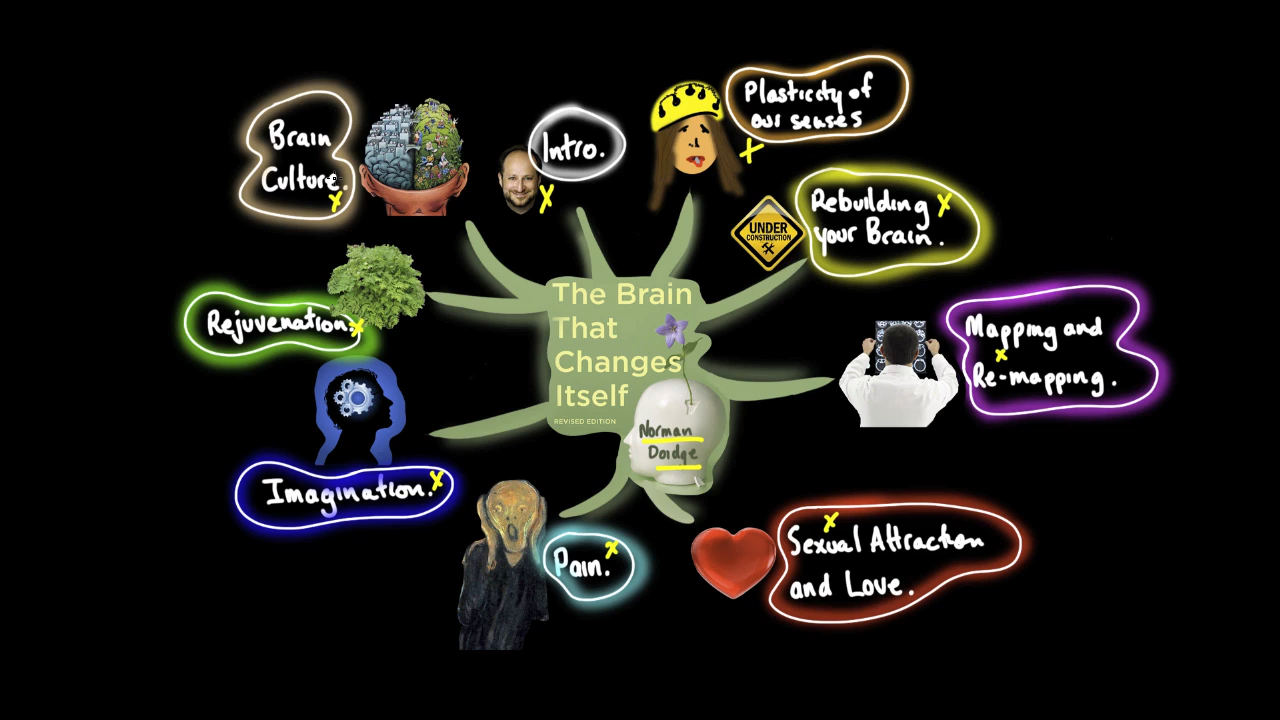 The Brain
That
Changes
Itself
REVISED EDITION
Norman
Doidge
Intro.
Plasticity of
our senses
Rebuilding
your Brain.
UNDER
CONSTRUCTION
Mapping and
Re-mapping.
Sexual Attraction
and Love.
Pain.
Imagination.
Rejuvenation.
Brain
Culture.